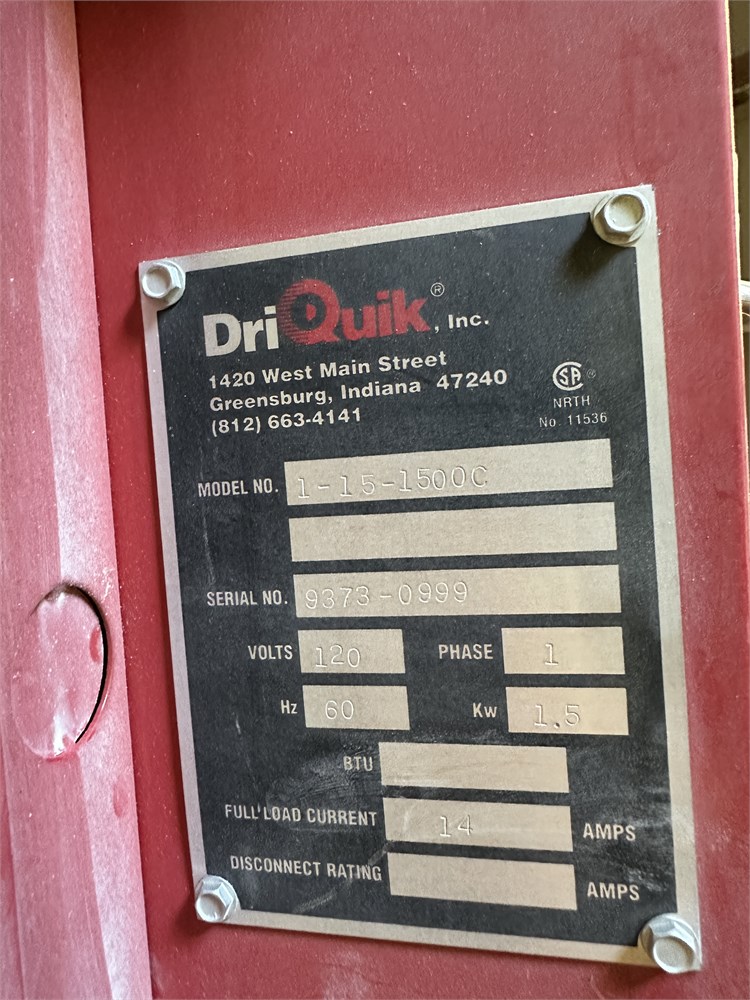 DriQuik®, Inc.
1420 West Main Street
Greensburg, Indiana 47240
(812) 663-4141
SA ®
NRTH
No. 11536
MODEL NO. 1-15-1500C
SERIAL NO. 9373-0999
VOLTS 120 PHASE 1
Hz 60 Kw 1.5
BTU
FULL LOAD CURRENT 14 AMPS
DISCONNECT RATING AMPS